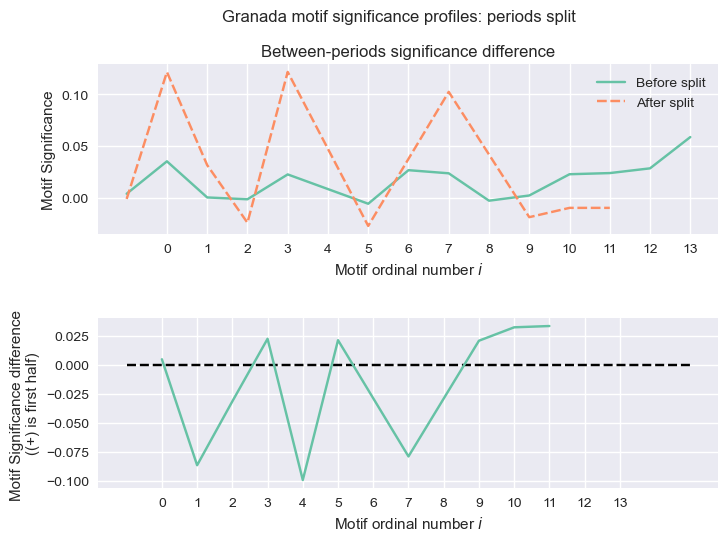 Granada motif significance profiles: periods split
Between-periods significance difference
Before split
After split
Motif Significance
0.10
0.05
0.00
0 1 2 3 4 5 6 7 8 9 10 11 12 13
Motif ordinal number i
Motif Significance difference
((+) is first half)
0.025
0.000
−0.025
−0.050
−0.075
−0.100
0 1 2 3 4 5 6 7 8 9 10 11 12 13
Motif ordinal number i